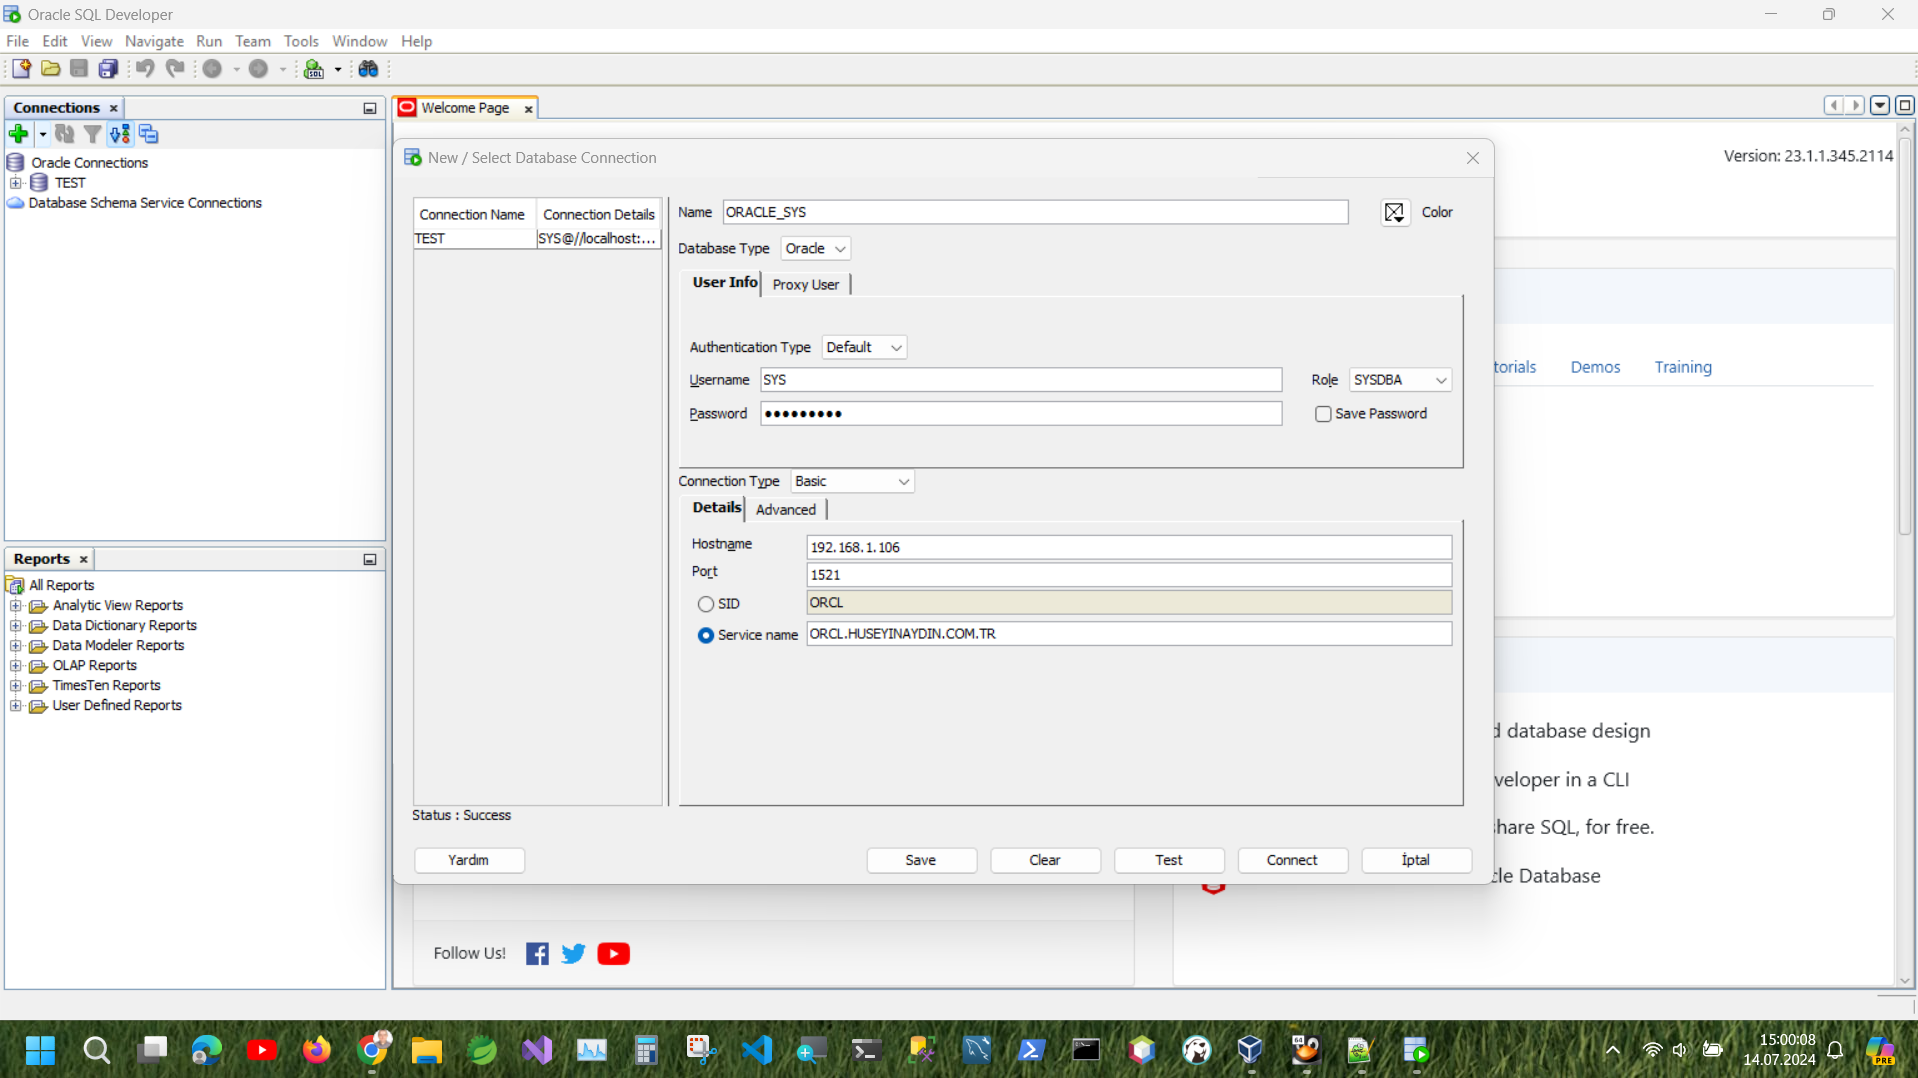 Oracle SQL Developer
File Edit View Navigate Run Team Tools Window Help
SQL
Connections
Oracle Connections
TEST
Database Schema Service Connections
Reports
All Reports
Analytic View Reports
Data Dictionary Reports
Data Modeler Reports
OLAP Reports
TimesTen Reports
User Defined Reports
Welcome Page
Version: 23.1.1.345.2114
New / Select Database Connection
Connection Name Connection Details
TEST SYS@//localhost:...
Name ORACLE_SYS Color
Database Type Oracle
User Info Proxy User
Authentication Type Default
Username SYS Role SYSDBA
Password ●●●●●●●●● Save Password
Connection Type Basic
Details Advanced
Hostname 192.168.1.106
Port 1521
SID ORCL
Service name ORCL.HUSEYINAYDIN.COM.TR
Status : Success
Yardım Save Clear Test Connect İptal
torials Demos Training
d database design
veloper in a CLI
share SQL, for free.
cle Database
Follow Us!
64
PRE
15:00:08
14.07.2024